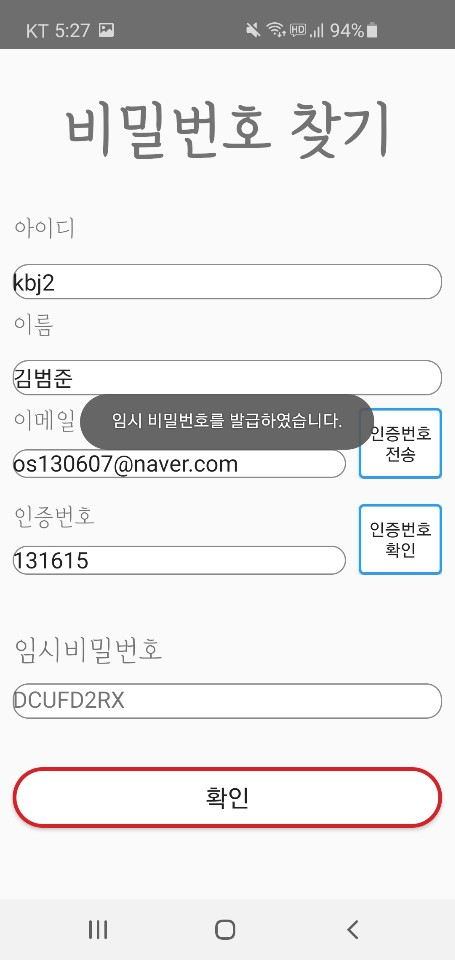 KT 5:27 HD 94%
비밀번호 찾기
아이디
kbj2
이름
김범준
이메일
임시 비밀번호를 발급하였습니다.
인증번호
전송
os130607@naver.com
인증번호
인증번호
확인
131615
임시비밀번호
DCUFD2RX
확인